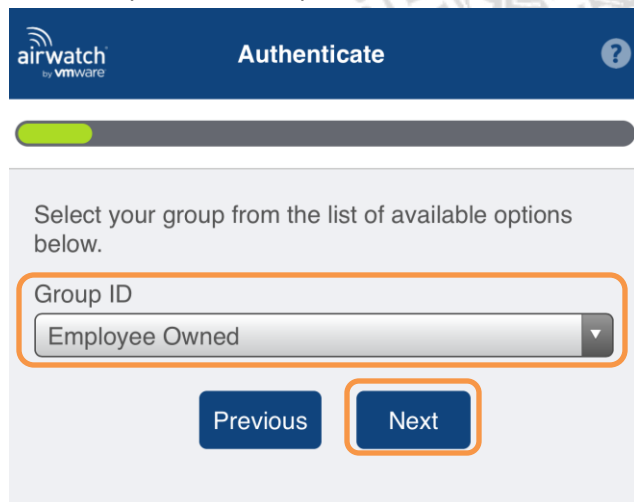 airwatch
by vmware
Authenticate
?
Select your group from the list of available options
below.
Group ID
Employee Owned
Previous
Next